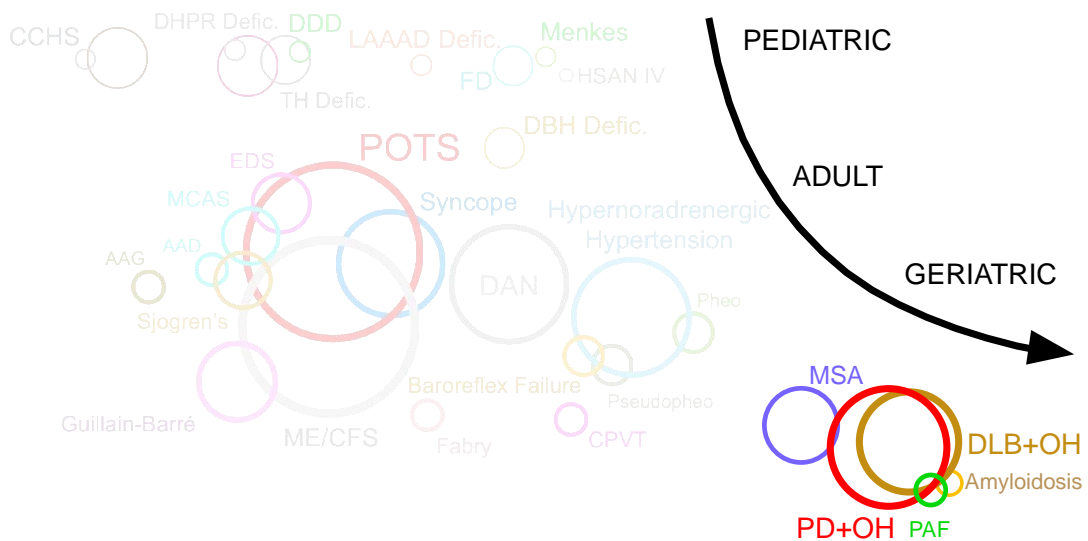 CCHS
DHPR Defic.
DDD
TH Defic.
LAAAD Defic.
FD
Menkes
HSAN IV
DBH Defic.
PEDIATRIC
ADULT
GERIATRIC
POTS
EDS
MCAS
AAD
AAG
Sjogren's
Syncope
DAN
Hypernoradrenergic
Hypertension
Pheo
Baroreflex Failure
Pseudopheo
Guillain-Barré
ME/CFS
Fabry
CPVT
MSA
DLB+OH
Amyloidosis
PD+OH
PAF